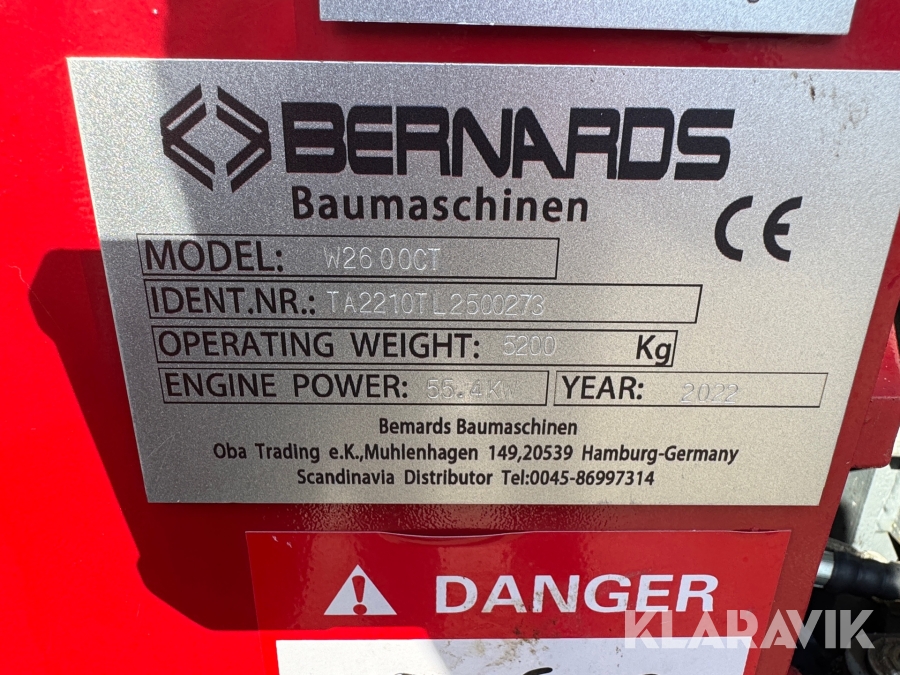 BERNARDS
Baumaschinen
CE
MODEL: W2600CT
IDENT.NR.: TA2210TL2500273
OPERATING WEIGHT: 5200 Kg
ENGINE POWER: 55.4KW YEAR: 2022
Bemards Baumaschinen
Oba Trading e.K.,Muhlenhagen 149,20539 Hamburg-Germany
Scandinavia Distributor Tel:0045-86997314
DANGER
KLARAVIK